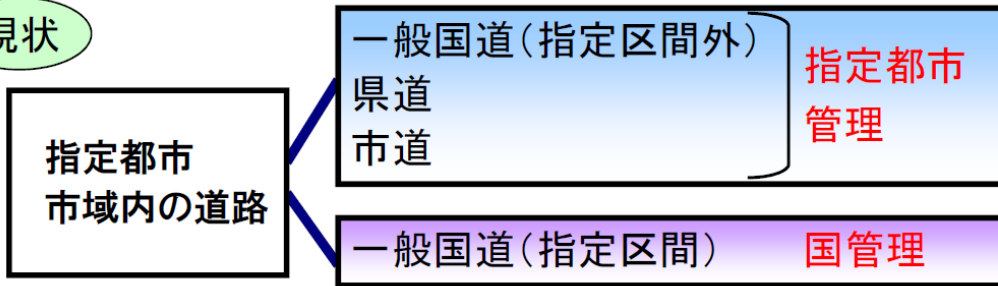 現状
一般国道(指定区間外)
県道
市道
指定都市
管理
指定都市
市域内の道路
一般国道(指定区間) 国管理